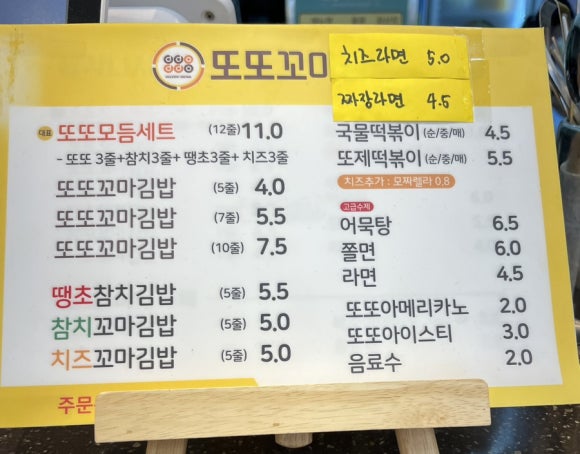 또또꼬마
치즈라면 5.0
짜장라면 4.5
대표 또또모듬세트 (12줄) 11.0
- 또또 3줄+참치3줄+ 땡초3줄+ 치즈3줄
또또꼬마김밥 (5줄) 4.0
또또꼬마김밥 (7줄) 5.5
또또꼬마김밥 (10줄) 7.5
땡초참치김밥 (5줄) 5.5
참치꼬마김밥 (5줄) 5.0
치즈꼬마김밥 (5줄) 5.0
주문
국물떡볶이 (순/중/매) 4.5
또제떡볶이 (순/중/매) 5.5
치즈추가 : 모짜렐라 0.8
고급수제
어묵탕 6.5
쫄면 6.0
라면 4.5
또또아메리카노 2.0
또또아이스티 3.0
음료수 2.0